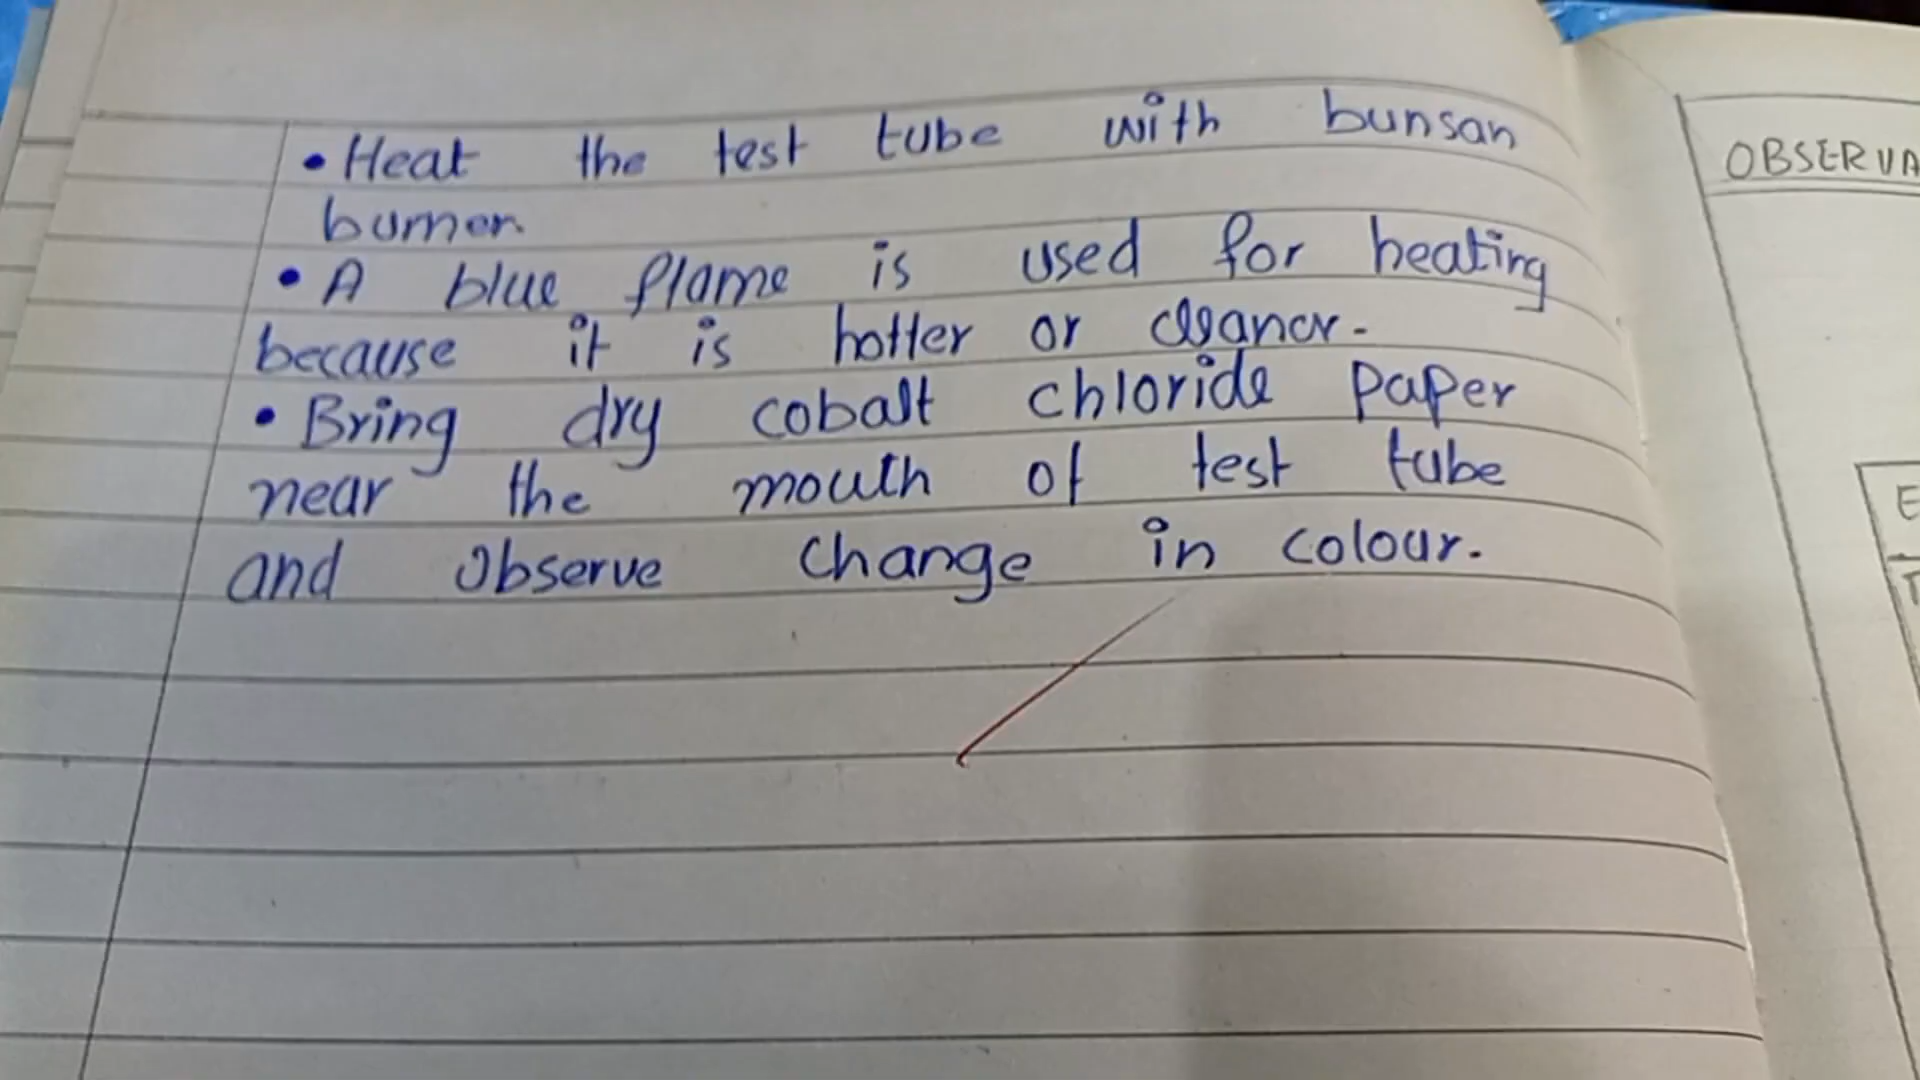 • Heat the test tube with bunsan
burner.
• A blue flame is used for heating
because it is hotter or cleaner.
• Bring dry cobalt chloride paper
near the mouth of test tube
and observe change in colour.
OBSERVA
E
T